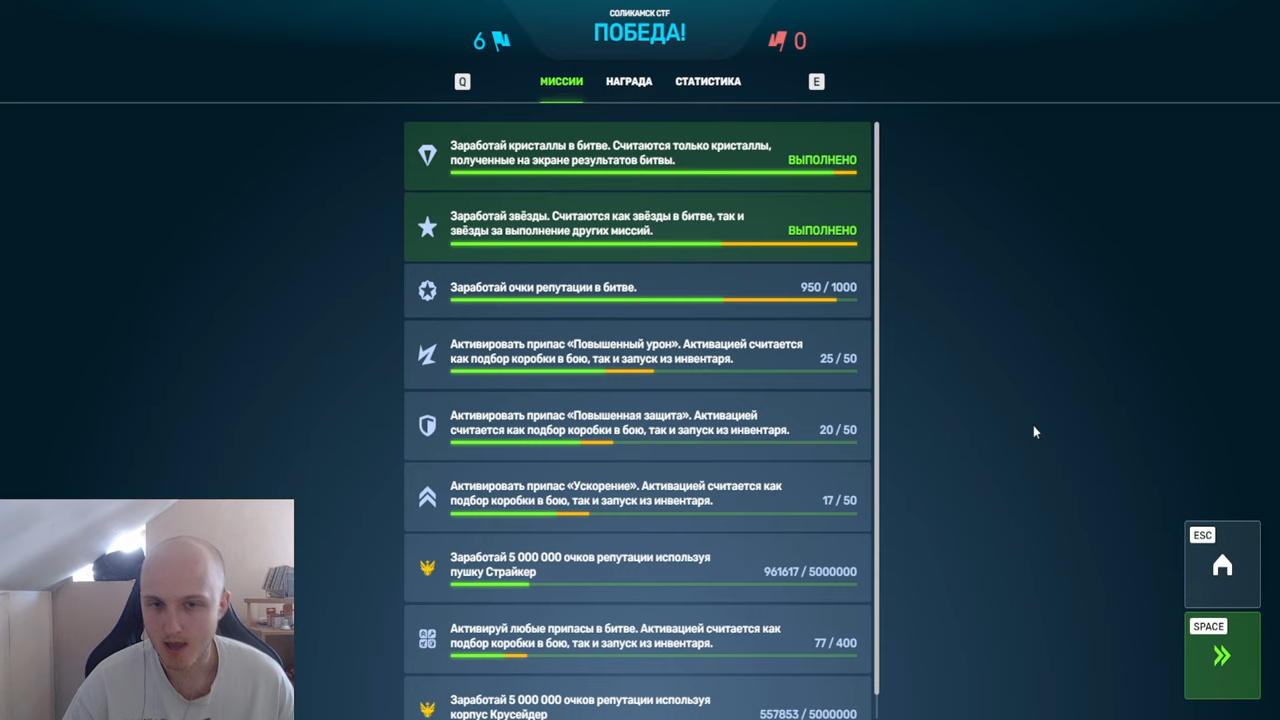 СОЛИКАМСК CTF
ПОБЕДА!
6
0
Q
МИССИИ
НАГРАДА
СТАТИСТИКА
E
Заработай кристаллы в битве. Считаются только кристаллы,
полученные на экране результатов битвы.
ВЫПОЛНЕНО
Заработай звёзды. Считаются как звёзды в битве, так и
звёзды за выполнение других миссий.
ВЫПОЛНЕНО
Заработай очки репутации в битве.
950 / 1000
Активировать припас «Повышенный урон». Активацией считается
как подбор коробки в бою, так и запуск из инвентаря.
25 / 50
Активировать припас «Повышенная защита». Активацией
считается как подбор коробки в бою, так и запуск из инвентаря.
20 / 50
Активировать припас «Ускорение». Активацией считается как
подбор коробки в бою, так и запуск из инвентаря.
17 / 50
Заработай 5 000 000 очков репутации используя
пушку Страйкер
961617 / 5000000
Активируй любые припасы в битве. Активацией считается как
подбор коробки в бою, так и запуск из инвентаря.
77 / 400
Заработай 5 000 000 очков репутации используя
корпус Крусейдер
557853 / 5000000
ESC
SPACE